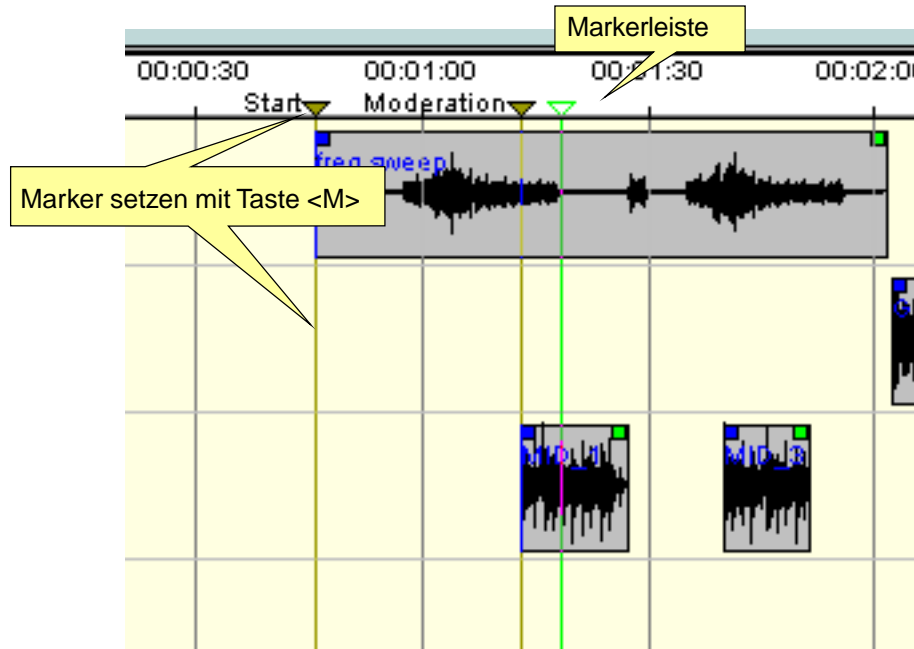 Markerleiste
00:00:30
00:01:00
00:01:30
00:02:0
Start
Moderation
freq sweep
Marker setzen mit Taste <M>
G
MID_1
MID_3